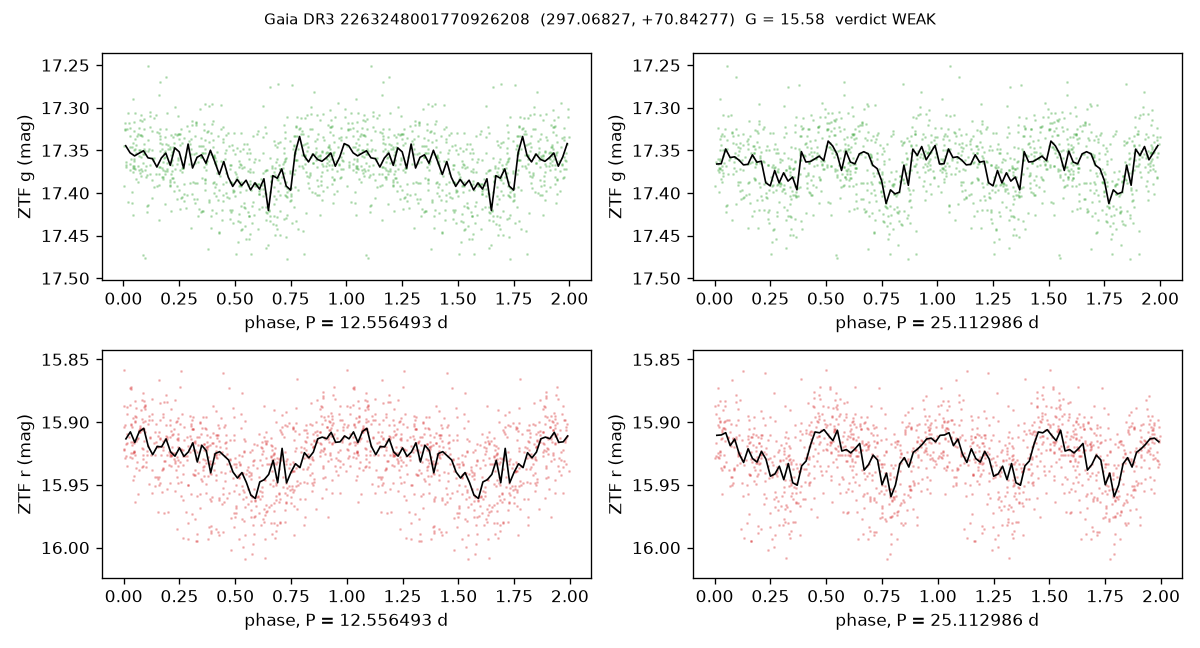 Gaia DR3 2263248001770926208  (297.06827, +70.84277)  G = 15.58  verdict WEAK
17.25
17.30
17.35
17.40
17.45
17.50
ZTF g (mag)
0.00 0.25 0.50 0.75 1.00 1.25 1.50 1.75 2.00
phase, P = 12.556493 d
17.25
17.30
17.35
17.40
17.45
17.50
ZTF g (mag)
0.00 0.25 0.50 0.75 1.00 1.25 1.50 1.75 2.00
phase, P = 25.112986 d
15.85
15.90
15.95
16.00
ZTF r (mag)
0.00 0.25 0.50 0.75 1.00 1.25 1.50 1.75 2.00
phase, P = 12.556493 d
15.85
15.90
15.95
16.00
ZTF r (mag)
0.00 0.25 0.50 0.75 1.00 1.25 1.50 1.75 2.00
phase, P = 25.112986 d